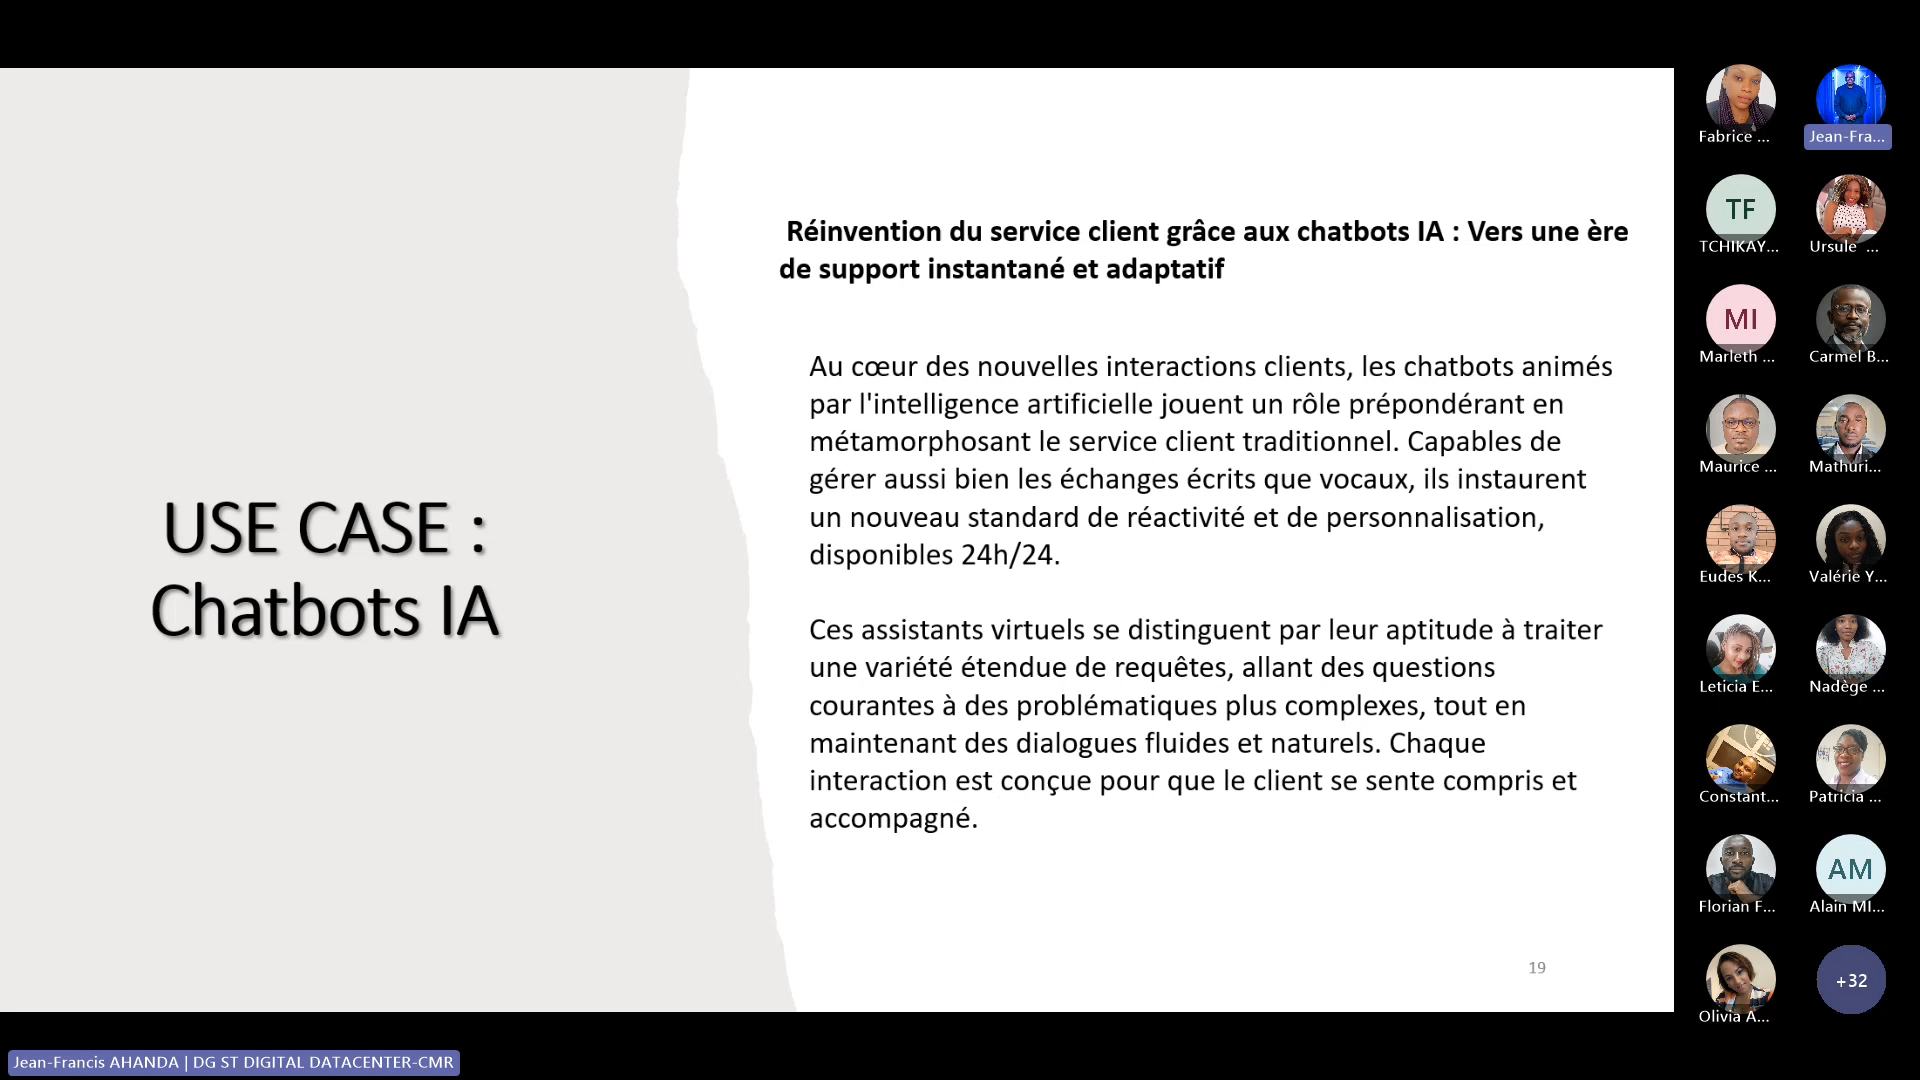 USE CASE :
Chatbots IA
Réinvention du service client grâce aux chatbots IA : Vers une ère
de support instantané et adaptatif
Au cœur des nouvelles interactions clients, les chatbots animés
par l'intelligence artificielle jouent un rôle prépondérant en
métamorphosant le service client traditionnel. Capables de
gérer aussi bien les échanges écrits que vocaux, ils instaurent
un nouveau standard de réactivité et de personnalisation,
disponibles 24h/24.
Ces assistants virtuels se distinguent par leur aptitude à traiter
une variété étendue de requêtes, allant des questions
courantes à des problématiques plus complexes, tout en
maintenant des dialogues fluides et naturels. Chaque
interaction est conçue pour que le client se sente compris et
accompagné.
19
Fabrice ...
Jean-Fra...
TF
TCHIKAY...
Ursule ...
MI
Marleth ...
Carmel B...
Maurice ...
Mathuri...
Eudes K...
Valérie Y...
Leticia E...
Nadège ...
Constant...
Patricia ...
Florian F...
AM
Alain MI...
Olivia A...
+32
Jean-Francis AHANDA | DG ST DIGITAL DATACENTER-CMR